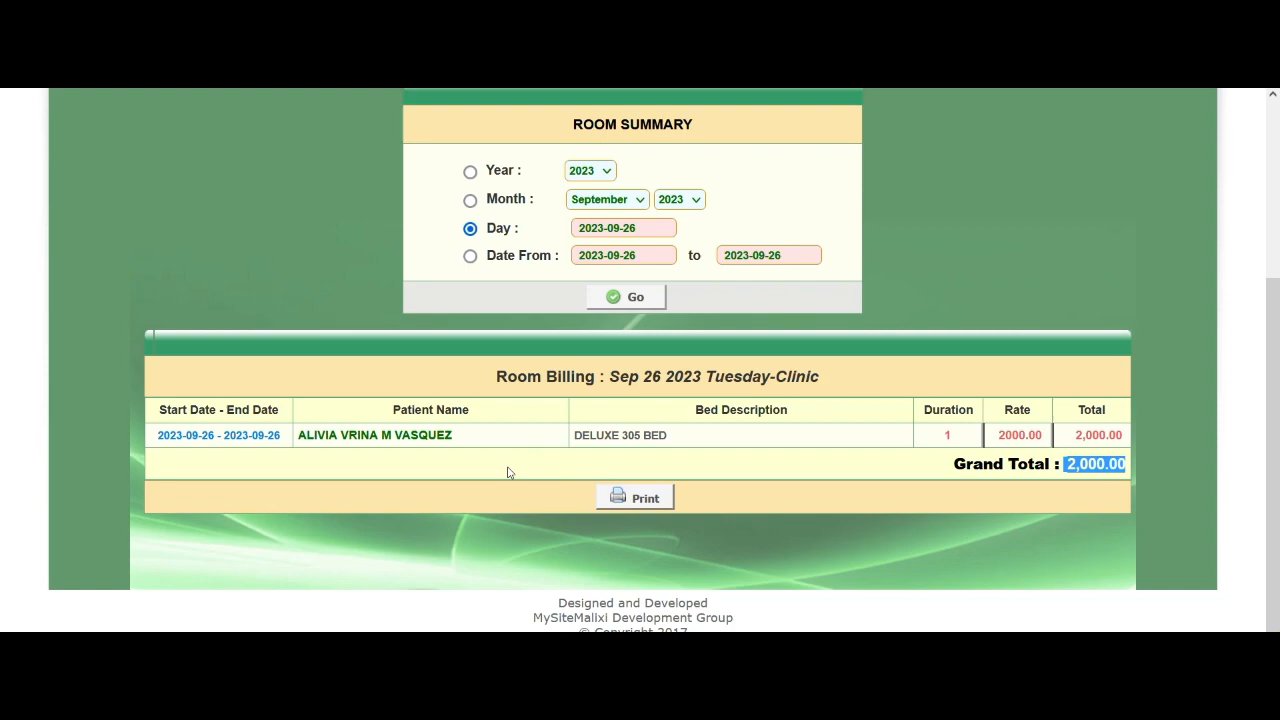 ROOM SUMMARY
Year : 2023
Month : September 2023
Day : 2023-09-26
Date From : 2023-09-26 to 2023-09-26
Go
Room Billing : Sep 26 2023 Tuesday-Clinic
Start Date - End Date Patient Name Bed Description Duration Rate Total
2023-09-26 - 2023-09-26 ALIVIA VRINA M VASQUEZ DELUXE 305 BED 1 2000.00 2,000.00
Grand Total : 2,000.00
Print
Designed and Developed
MySiteMalixi Development Group
© Copyright 2017